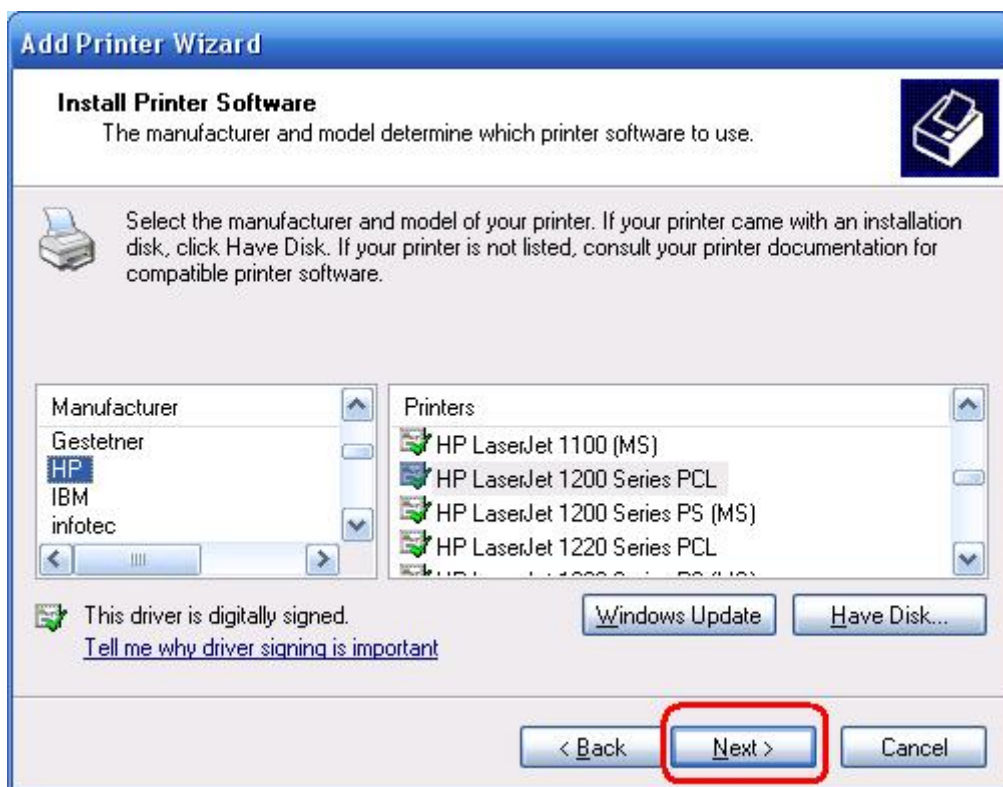 Add Printer Wizard
Install Printer Software
The manufacturer and model determine which printer software to use.
Select the manufacturer and model of your printer. If your printer came with an installation
disk, click Have Disk. If your printer is not listed, consult your printer documentation for
compatible printer software.
Manufacturer
Gestetner
HP
IBM
infotec
Printers
HP LaserJet 1100 (MS)
HP LaserJet 1200 Series PCL
HP LaserJet 1200 Series PS (MS)
HP LaserJet 1220 Series PCL
This driver is digitally signed.
Tell me why driver signing is important
Windows Update
Have Disk...
< Back
Next >
Cancel